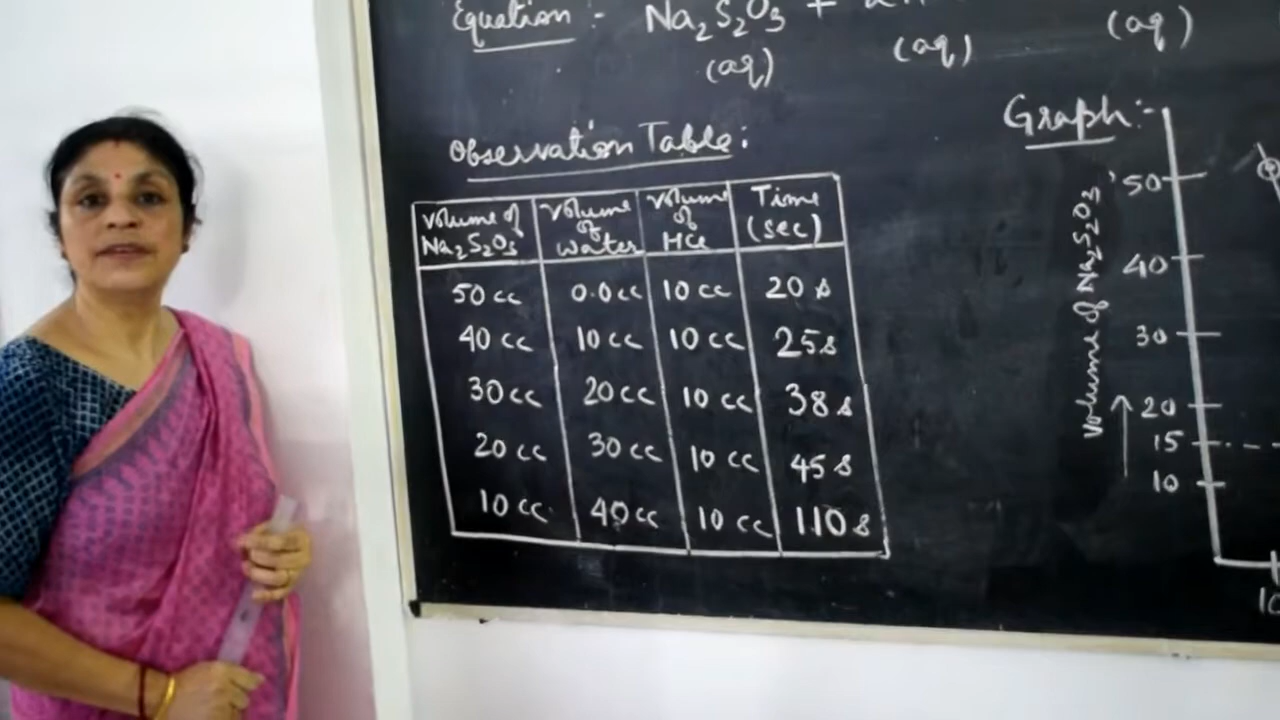 Equation :- Na2S2O3 +
(aq) (aq) (aq)
Observation Table:
Volume of Na2S2O3 Volume of Water Volume of HCl Time (sec)
50 cc 0.0 cc 10 cc 20 s
40 cc 10 cc 10 cc 25 s
30 cc 20 cc 10 cc 38 s
20 cc 30 cc 10 cc 45 s
10 cc 40 cc 10 cc 110 s
Graph:-
Volume of Na2S2O3
50
40
30
20
15
10
10